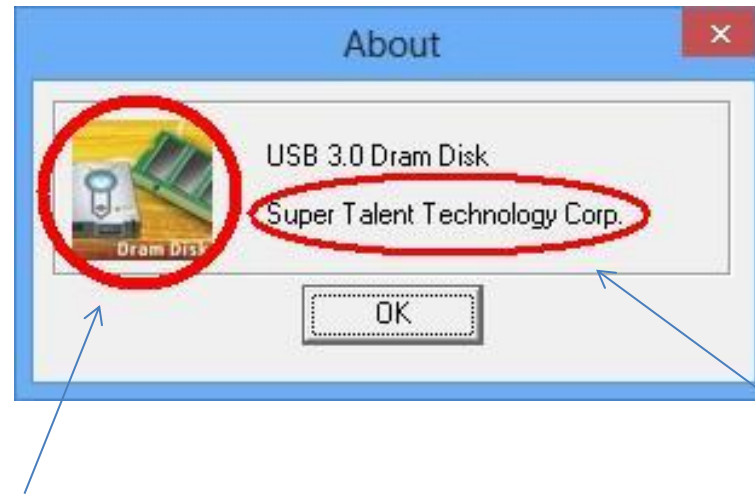 About
USB 3.0 Dram Disk
Super Talent Technology Corp.
Dram Disk
OK